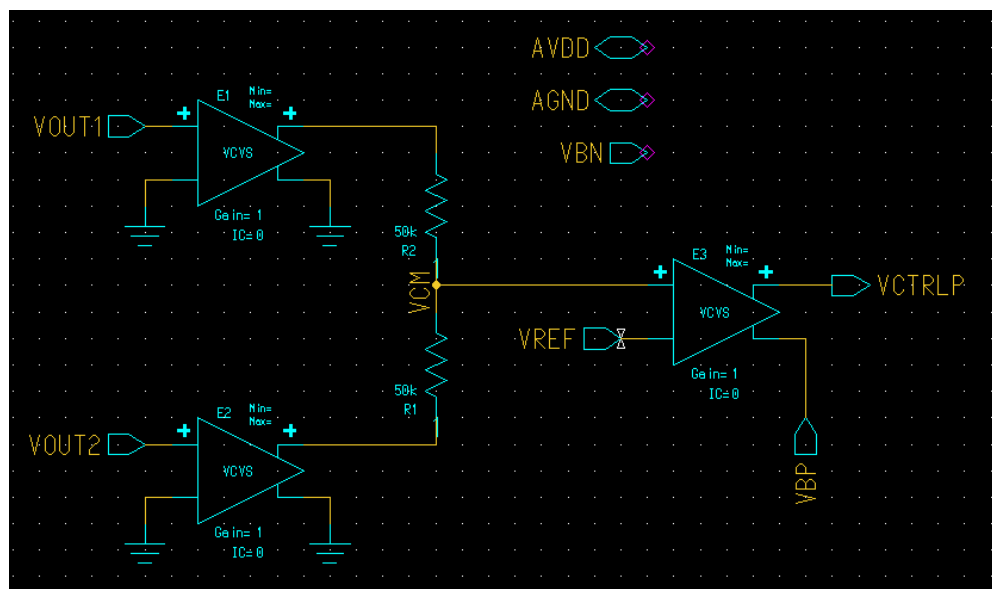 AVDD
AGND
VBN
VOUT1
E1
Min=
Max=
VCVS
Gain= 1
IC= 0
50k
R2
VCM
E3
Min=
Max=
VCVS
VCTRLP
VREF
Gain= 1
IC= 0
50k
R1
VOUT2
E2
Min=
Max=
VCVS
Gain= 1
IC= 0
VBP